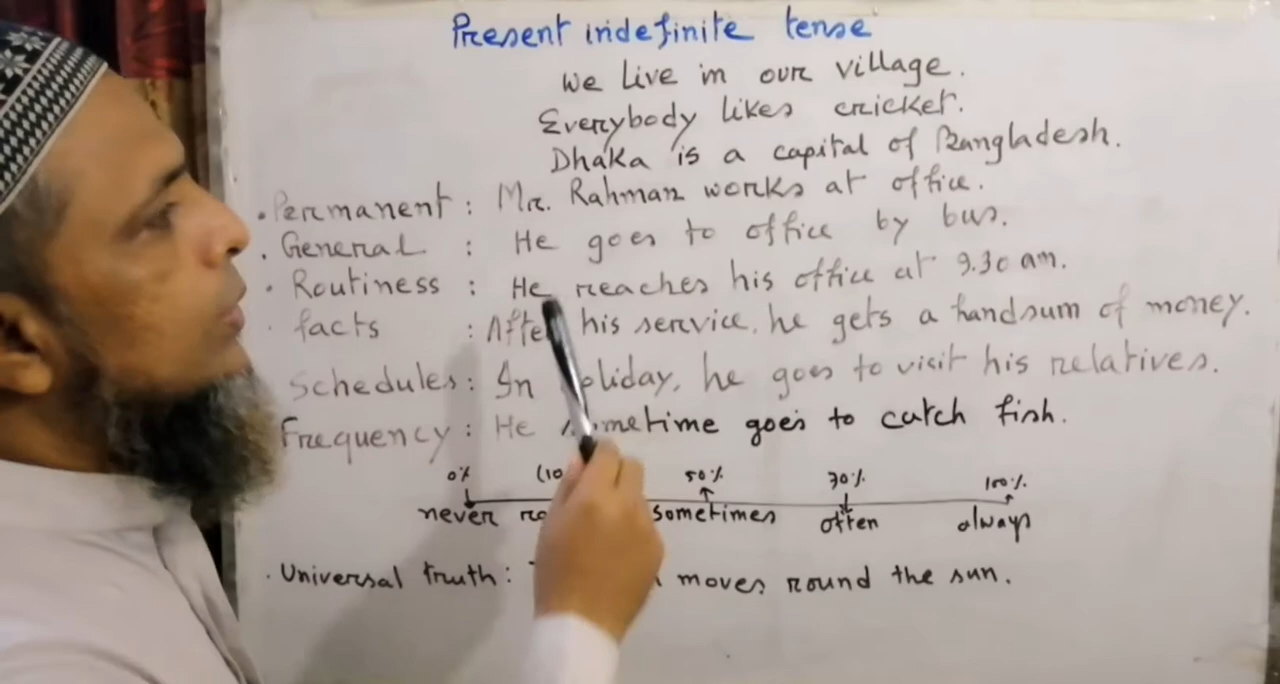 Present indefinite tense
We Live in our village.
Everybody likes cricket.
Dhaka is a capital of Bangladesh.
. Permanent : Mr. Rahman works at office.
. General : He goes to office by bus.
. Routiness : He reaches his office at 9.30 am.
. facts : After his service, he gets a handsum of money.
Schedules : In holiday, he goes to visit his relatives.
Frequency : He sometime goes to catch fish.
0% 50% 70% 100%
never sometimes often always
. Universal truth : moves round the sun.